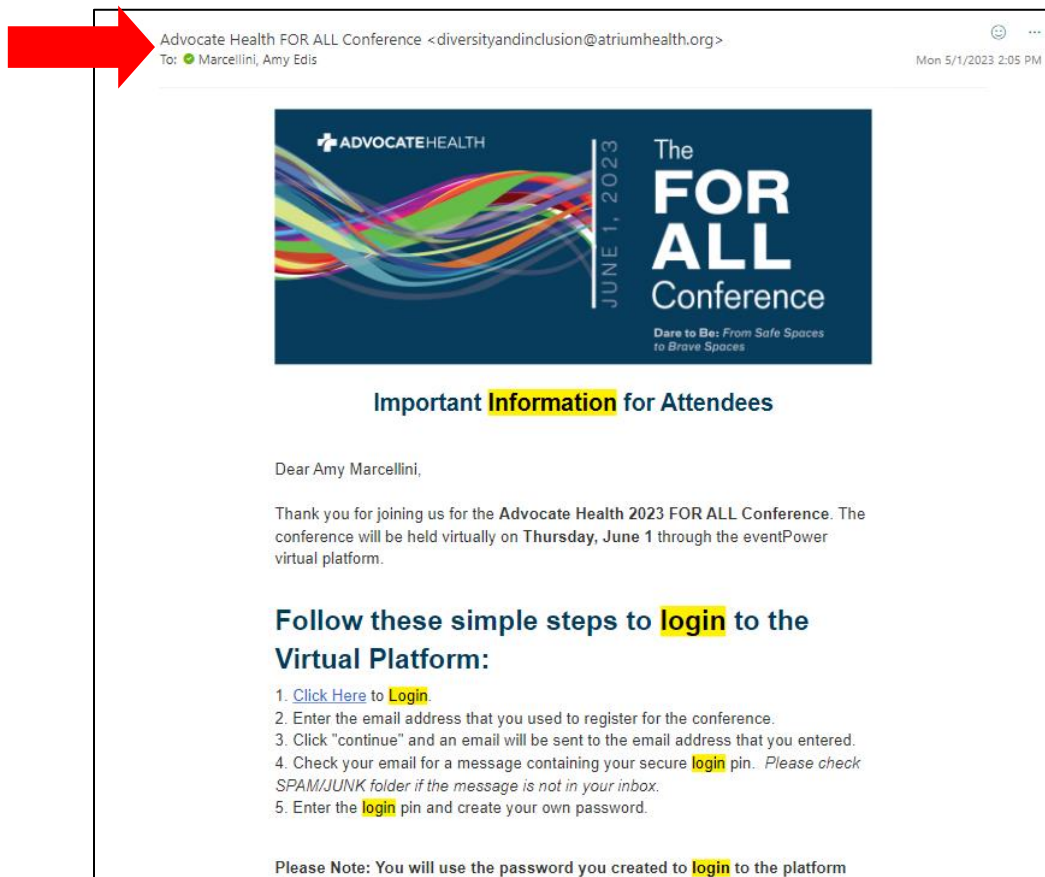 Advocate Health FOR ALL Conference <diversityandinclusion@atriumhealth.org>
To: Marcellini, Amy Edis
Mon 5/1/2023 2:05 PM
ADVOCATEHEALTH
JUNE 1, 2023
The
FOR
ALL
Conference
Dare to Be: From Safe Spaces
to Brave Spaces
Important Information for Attendees
Dear Amy Marcellini,
Thank you for joining us for the Advocate Health 2023 FOR ALL Conference. The
conference will be held virtually on Thursday, June 1 through the eventPower
virtual platform.
Follow these simple steps to login to the
Virtual Platform:
1. Click Here to Login.
2. Enter the email address that you used to register for the conference.
3. Click "continue" and an email will be sent to the email address that you entered.
4. Check your email for a message containing your secure login pin. Please check
SPAM/JUNK folder if the message is not in your inbox.
5. Enter the login pin and create your own password.
Please Note: You will use the password you created to login to the platform